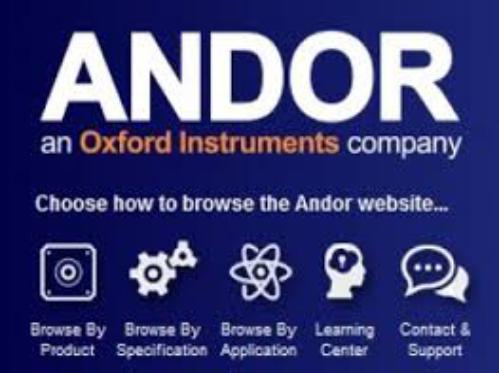 ANDOR
an Oxford Instruments company
Choose how to browse the Andor website...
Browse By Product
Browse By Specification
Browse By Application
Learning Center
Contact & Support